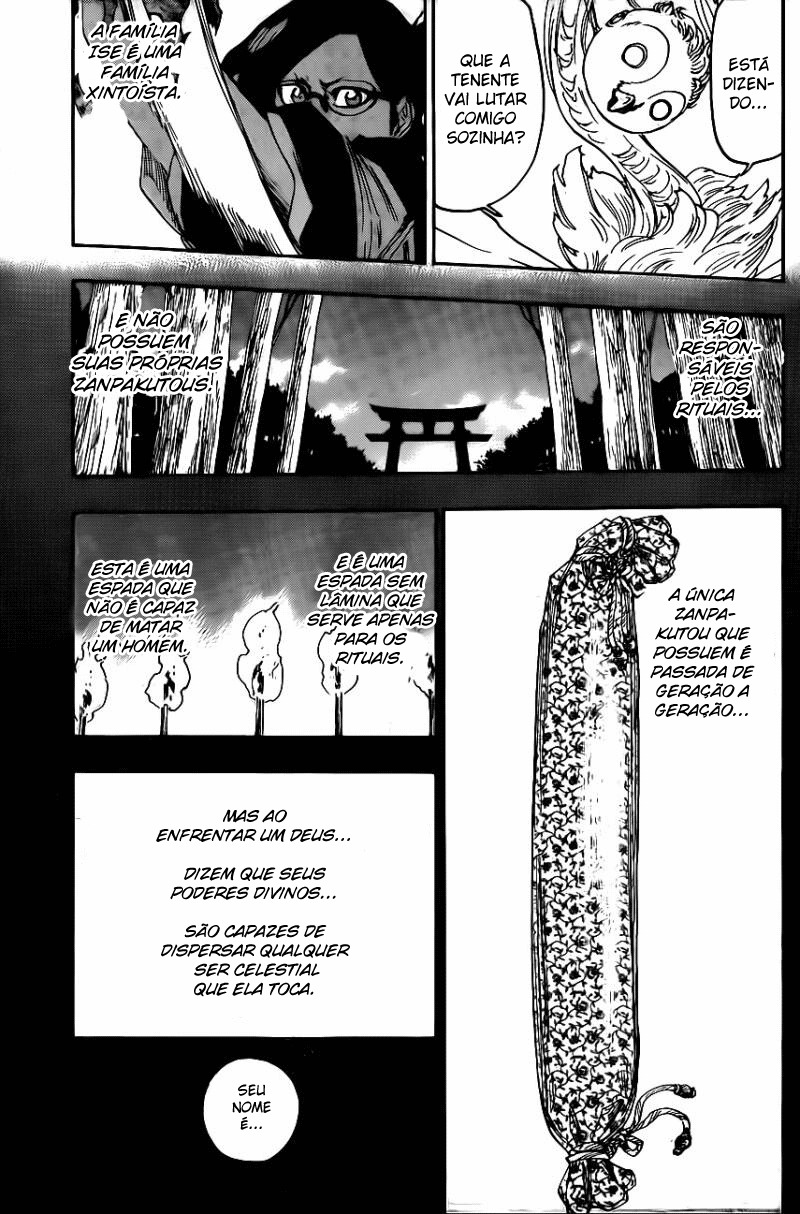 ESTÁ
DIZEN-
DO...
QUE A
TENENTE
VAI LUTAR
COMIGO
SOZINHA?
A FAMÍLIA
ISE É UMA
FAMÍLIA
XINTOÍSTA.
SÃO
RESPON-
SÁVEIS
PELOS
RITUAIS...
E NÃO
POSSUEM
SUAS PRÓPRIAS
ZANPAKUTOUS.
A ÚNICA
ZANPA-
KUTOU QUE
POSSUEM É
PASSADA DE
GERAÇÃO A
GERAÇÃO...
E É UMA
ESPADA SEM
LÂMINA QUE
SERVE APENAS
PARA OS
RITUAIS.
ESTA É UMA
ESPADA QUE
NÃO É CAPAZ
DE MATAR
UM HOMEM.
MAS AO
ENFRENTAR UM DEUS...
DIZEM QUE SEUS
PODERES DIVINOS...
SÃO CAPAZES DE
DISPERSAR QUALQUER
SER CELESTIAL
QUE ELA TOCA.
SEU
NOME
É...